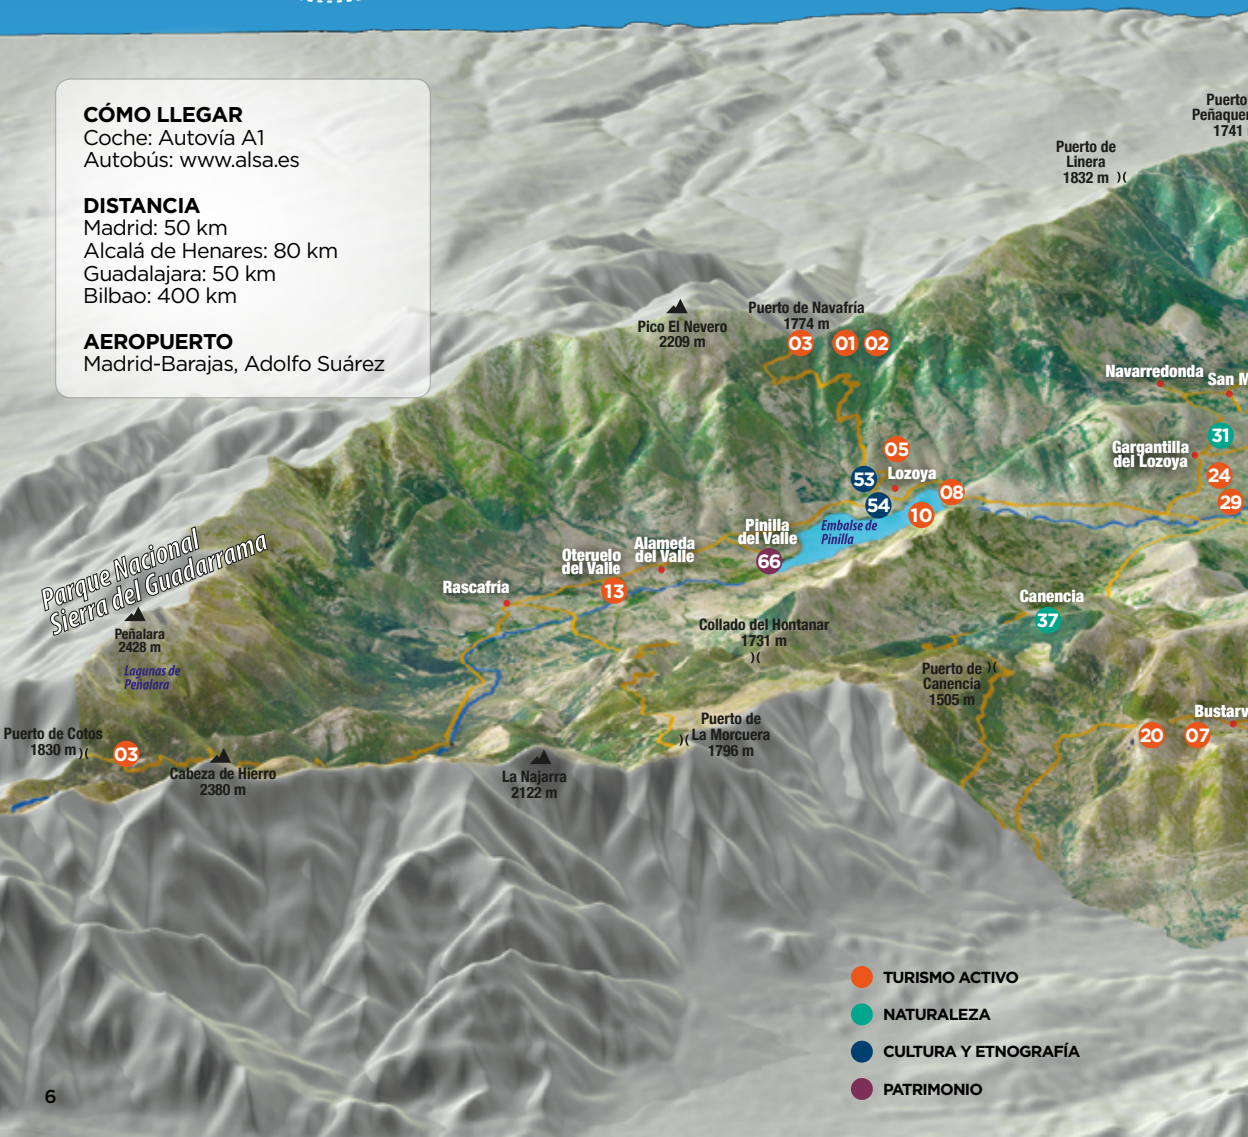 CÓMO LLEGAR
Coche: Autovía A1
Autobús: www.alsa.es
DISTANCIA
Madrid: 50 km
Alcalá de Henares: 80 km
Guadalajara: 50 km
Bilbao: 400 km
AEROPUERTO
Madrid-Barajas, Adolfo Suárez
Puerto
Peñaquer
1741
Puerto de
Linera
1832 m
Pico El Nevero
2209 m
Puerto de Navafría
1774 m
03
01
02
Navarredonda
San M
31
Gargantilla
del Lozoya
24
29
05
53
Lozoya
54
08
10
Embalse de
Pinilla
Pinilla
del Valle
66
Alameda
del Valle
Oteruelo
del Valle
13
Rascafría
Parque Nacional
Sierra del Guadarrama
Peñalara
2428 m
Lagunas de
Peñalara
Canencia
37
Collado del Hontanar
1731 m
Puerto de
Canencia
1505 m
Puerto de
La Morcuera
1796 m
Bustarv
20
07
Puerto de Cotos
1830 m
03
Cabeza de Hierro
2380 m
La Najarra
2122 m
TURISMO ACTIVO
NATURALEZA
CULTURA Y ETNOGRAFÍA
PATRIMONIO
6